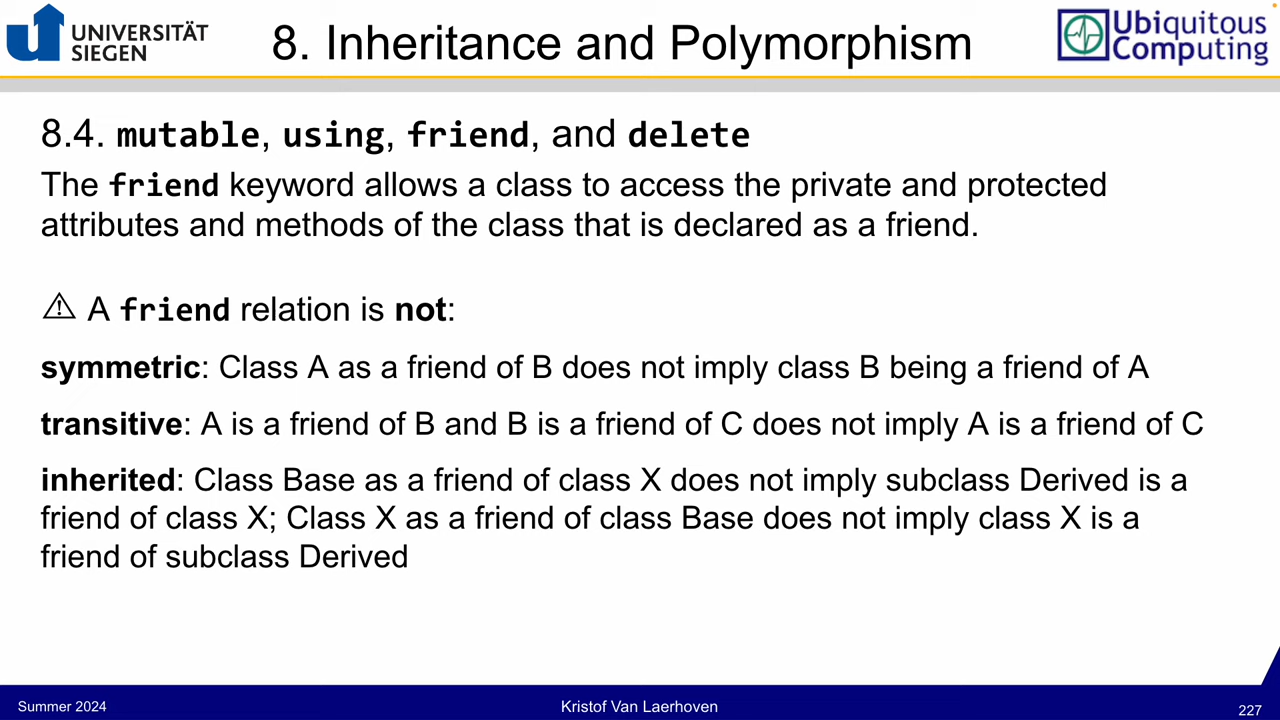 UNIVERSITÄT
SIEGEN
8. Inheritance and Polymorphism
Ubiquitous
Computing
8.4. mutable, using, friend, and delete
The friend keyword allows a class to access the private and protected
attributes and methods of the class that is declared as a friend.
⚠ A friend relation is not:
symmetric: Class A as a friend of B does not imply class B being a friend of A
transitive: A is a friend of B and B is a friend of C does not imply A is a friend of C
inherited: Class Base as a friend of class X does not imply subclass Derived is a
friend of class X; Class X as a friend of class Base does not imply class X is a
friend of subclass Derived
Summer 2024
Kristof Van Laerhoven
227